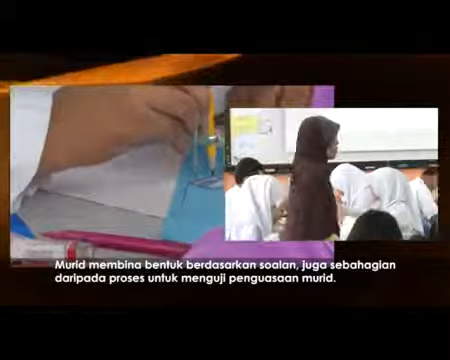 Murid membina bentuk berdasarkan soalan, juga sebahagian
daripada proses untuk menguji penguasaan murid.